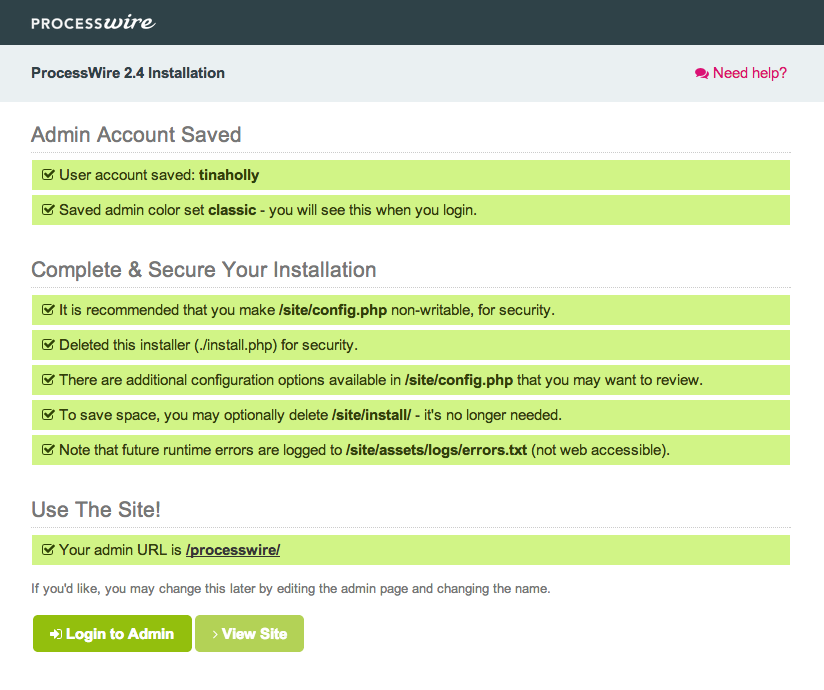 PROCESSwire
ProcessWire 2.4 Installation
Need help?
Admin Account Saved
User account saved: tinaholly
Saved admin color set classic - you will see this when you login.
Complete & Secure Your Installation
It is recommended that you make /site/config.php non-writable, for security.
Deleted this installer (./install.php) for security.
There are additional configuration options available in /site/config.php that you may want to review.
To save space, you may optionally delete /site/install/ - it's no longer needed.
Note that future runtime errors are logged to /site/assets/logs/errors.txt (not web accessible).
Use The Site!
Your admin URL is /processwire/
If you'd like, you may change this later by editing the admin page and changing the name.
Login to Admin
View Site